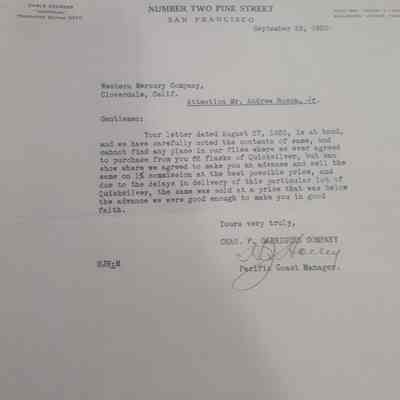 CABLE ADDRESS
NUMBER TWO PINE STREET
SAN FRANCISCO
September 22, 1920
Western Mercury Company,
Cloverdale, Calif.
Attention Mr. Andrew Rocca, Jr.
Gentlemen:
Your letter dated August 27, 1920, is at hand,
and we have carefully noted the contents of same, and
cannot find any place in our files where we ever agreed
to purchase from you flasks of Quicksilver, but can
show where we agreed to make you an advance and sell the
same on 1% commission at the best possible price, and
due to the delays in delivery of this particular lot of
Quicksilver, the same was sold at a price that was below
the advance we were good enough to make you in good
faith.
Yours very truly,
CHAS. F. GARRIGUES COMPANY
Pacific Coast Manager.